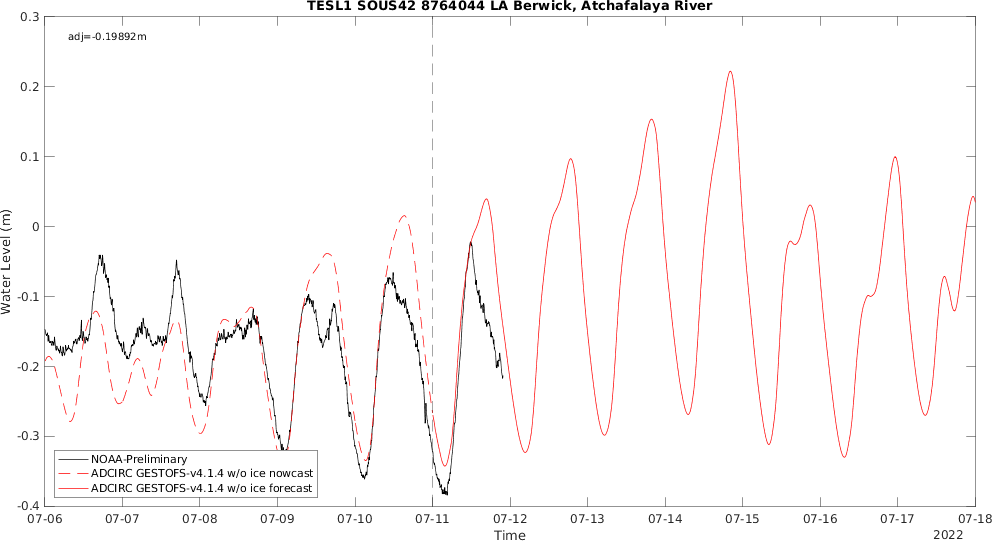 TESL1 SOUS42 8764044 LA Berwick, Atchafalaya River
adj=-0.19892m
0.3
0.2
0.1
0
-0.1
-0.2
-0.3
-0.4
Water Level (m)
NOAA-Preliminary
ADCIRC GESTOFS-v4.1.4 w/o ice nowcast
ADCIRC GESTOFS-v4.1.4 w/o ice forecast
07-06 07-07 07-08 07-09 07-10 07-11 07-12 07-13 07-14 07-15 07-16 07-17 07-18
Time
2022